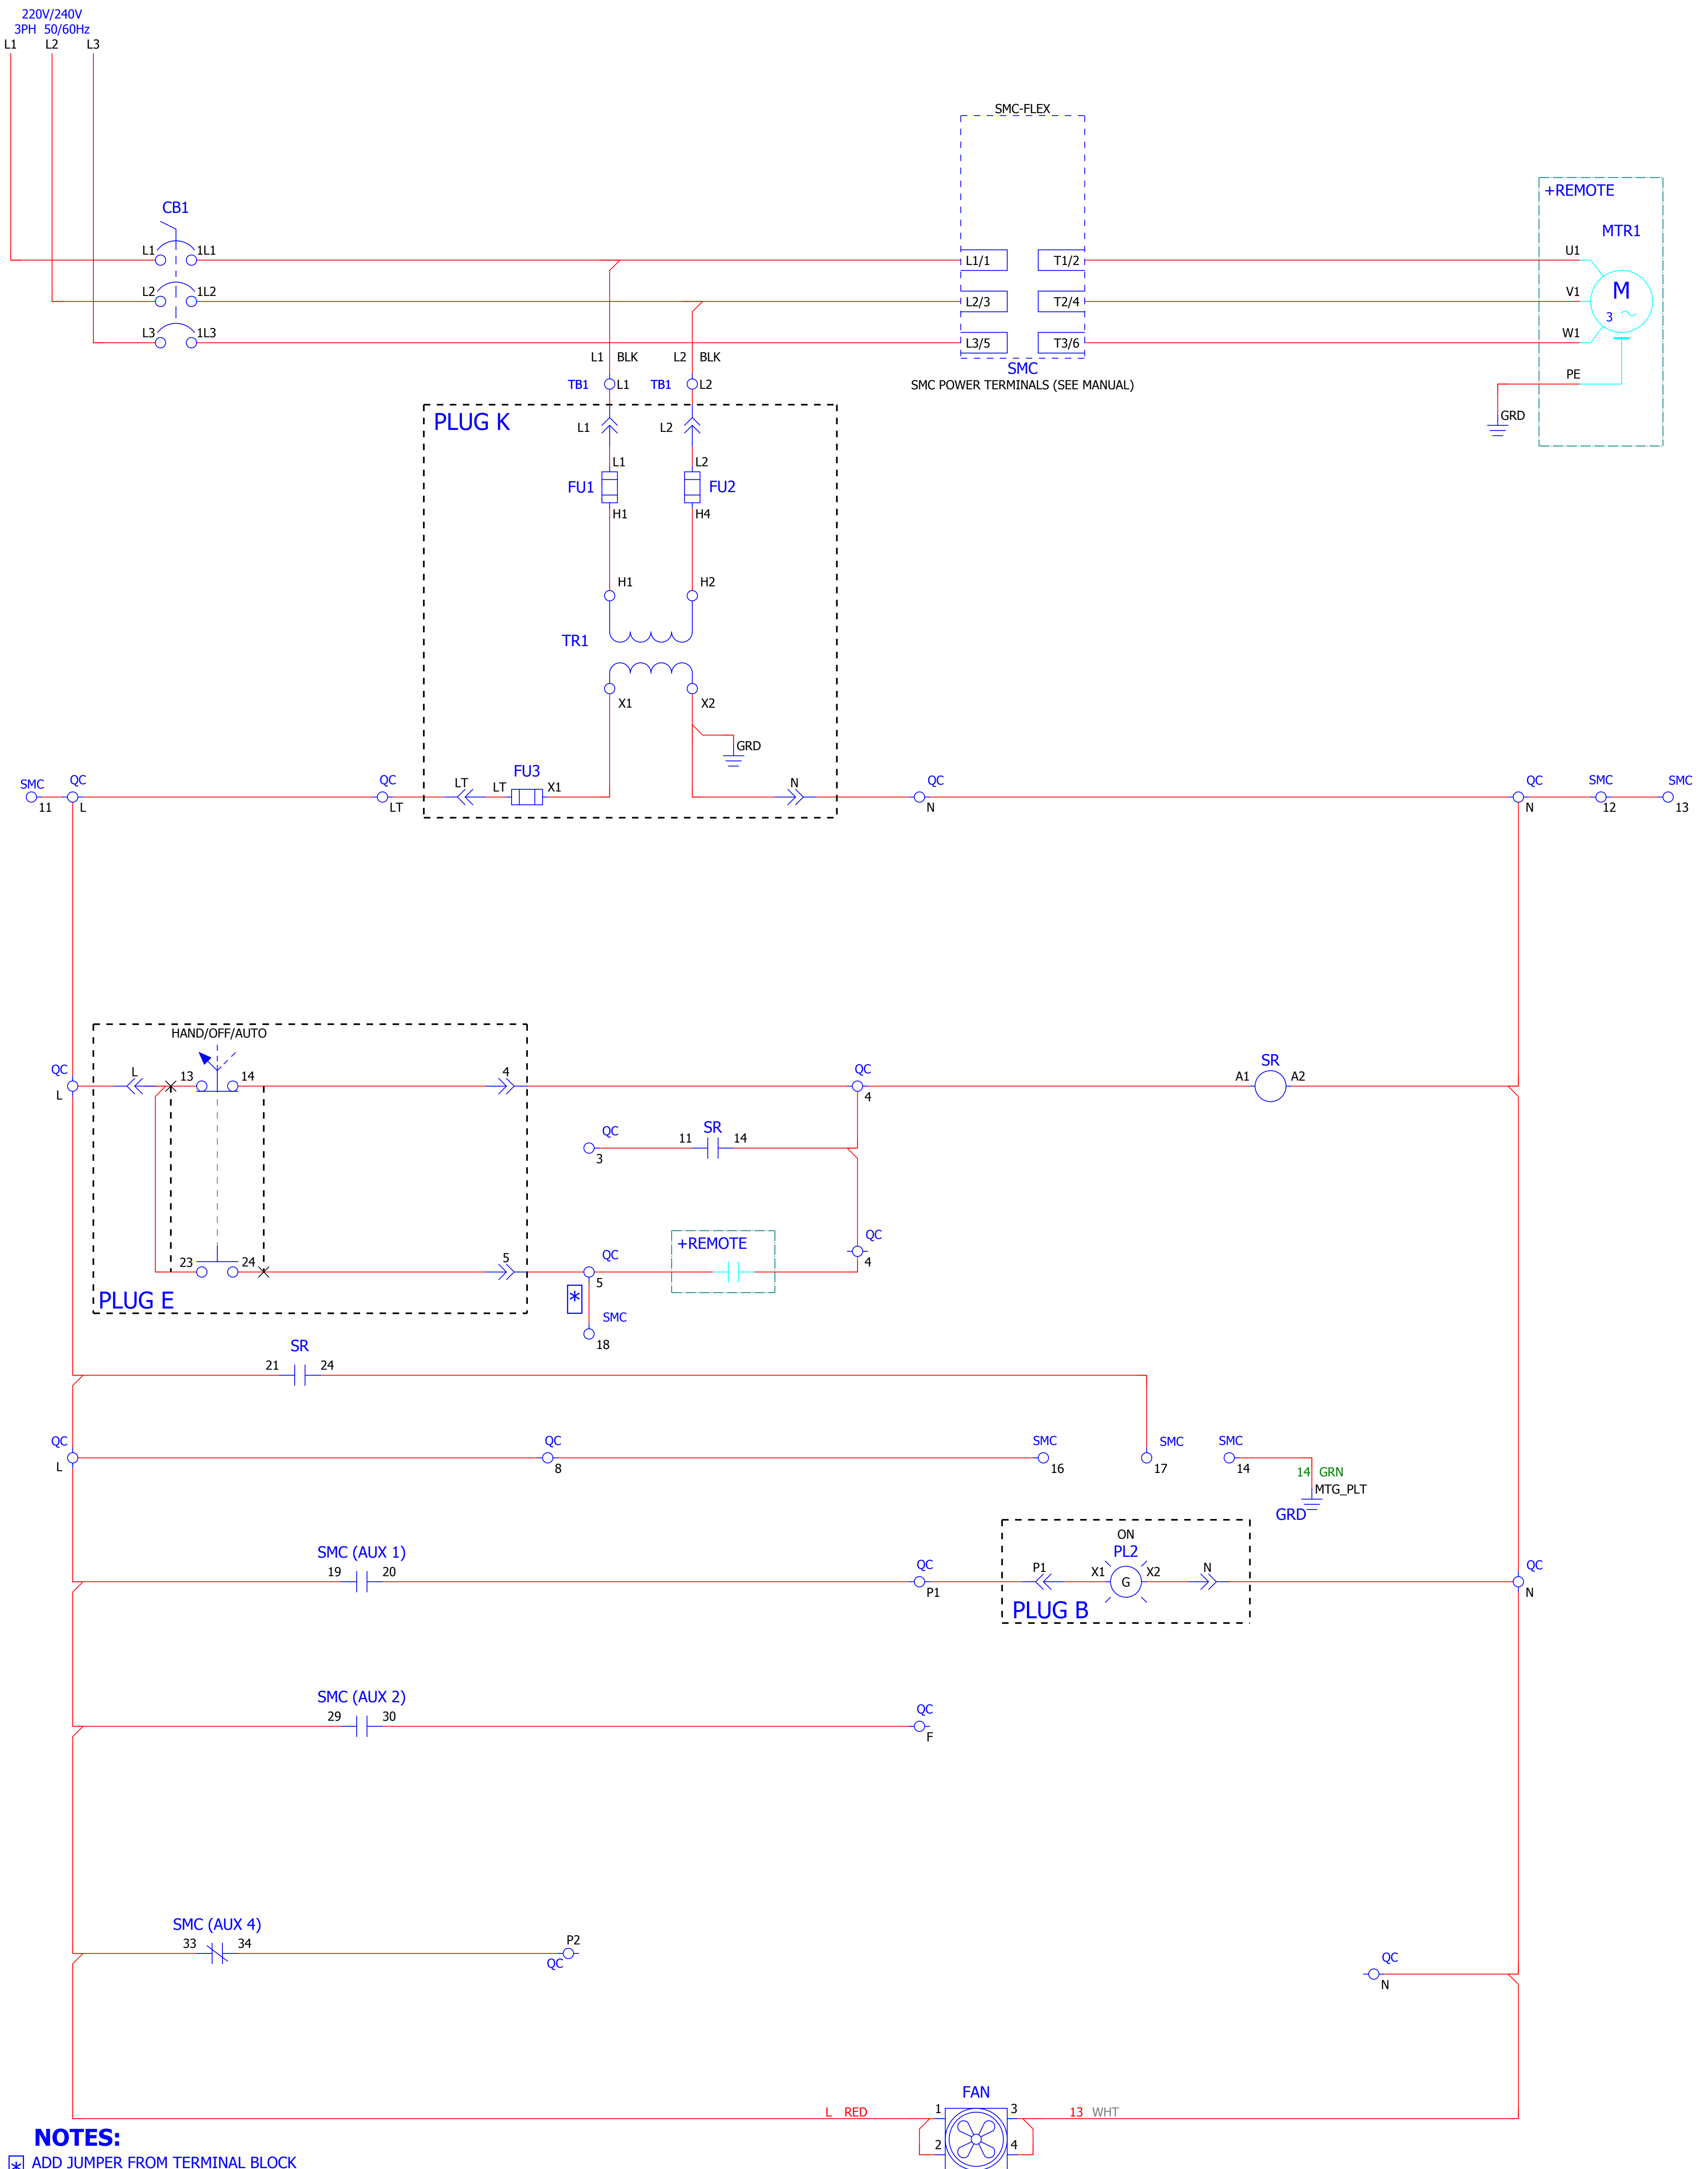 220V/240V
3PH 50/60Hz
L1 L2 L3
SMC-FLEX
CB1
+REMOTE
MTR1
L1 1L1
L1/1 T1/2
U1
L2 1L2
L2/3 T2/4
V1
M
3
L3 1L3
L3/5 T3/6
W1
L1 BLK L2 BLK
SMC
SMC POWER TERMINALS (SEE MANUAL)
TB1 L1 TB1 L2
PE
GRD
PLUG K
L1 L2
L1 L2
FU1 FU2
H1 H4
H1 H2
TR1
X1 X2
GRD
SMC QC QC LT LT FU3 X1 N QC QC SMC SMC
11 L LT N N 12 13
HAND/OFF/AUTO
QC L 13 14 4 QC SR
A1 A2
L 4
QC 11 SR 14
3
+REMOTE
QC
23 24 5 QC
4
5
PLUG E
*
SMC
18
SR
21 24
QC QC SMC SMC SMC
L 8 16 17 14
14 GRN
MTG_PLT
GRD
ON
SMC (AUX 1) PL2
19 20 QC P1 X1 G X2 N QC
P1 N
PLUG B
SMC (AUX 2)
29 30 QC
F
SMC (AUX 4)
33 34 P2
QC
QC
N
FAN
L RED 1 3 13 WHT
2 4
NOTES:
* ADD JUMPER FROM TERMINAL BLOCK